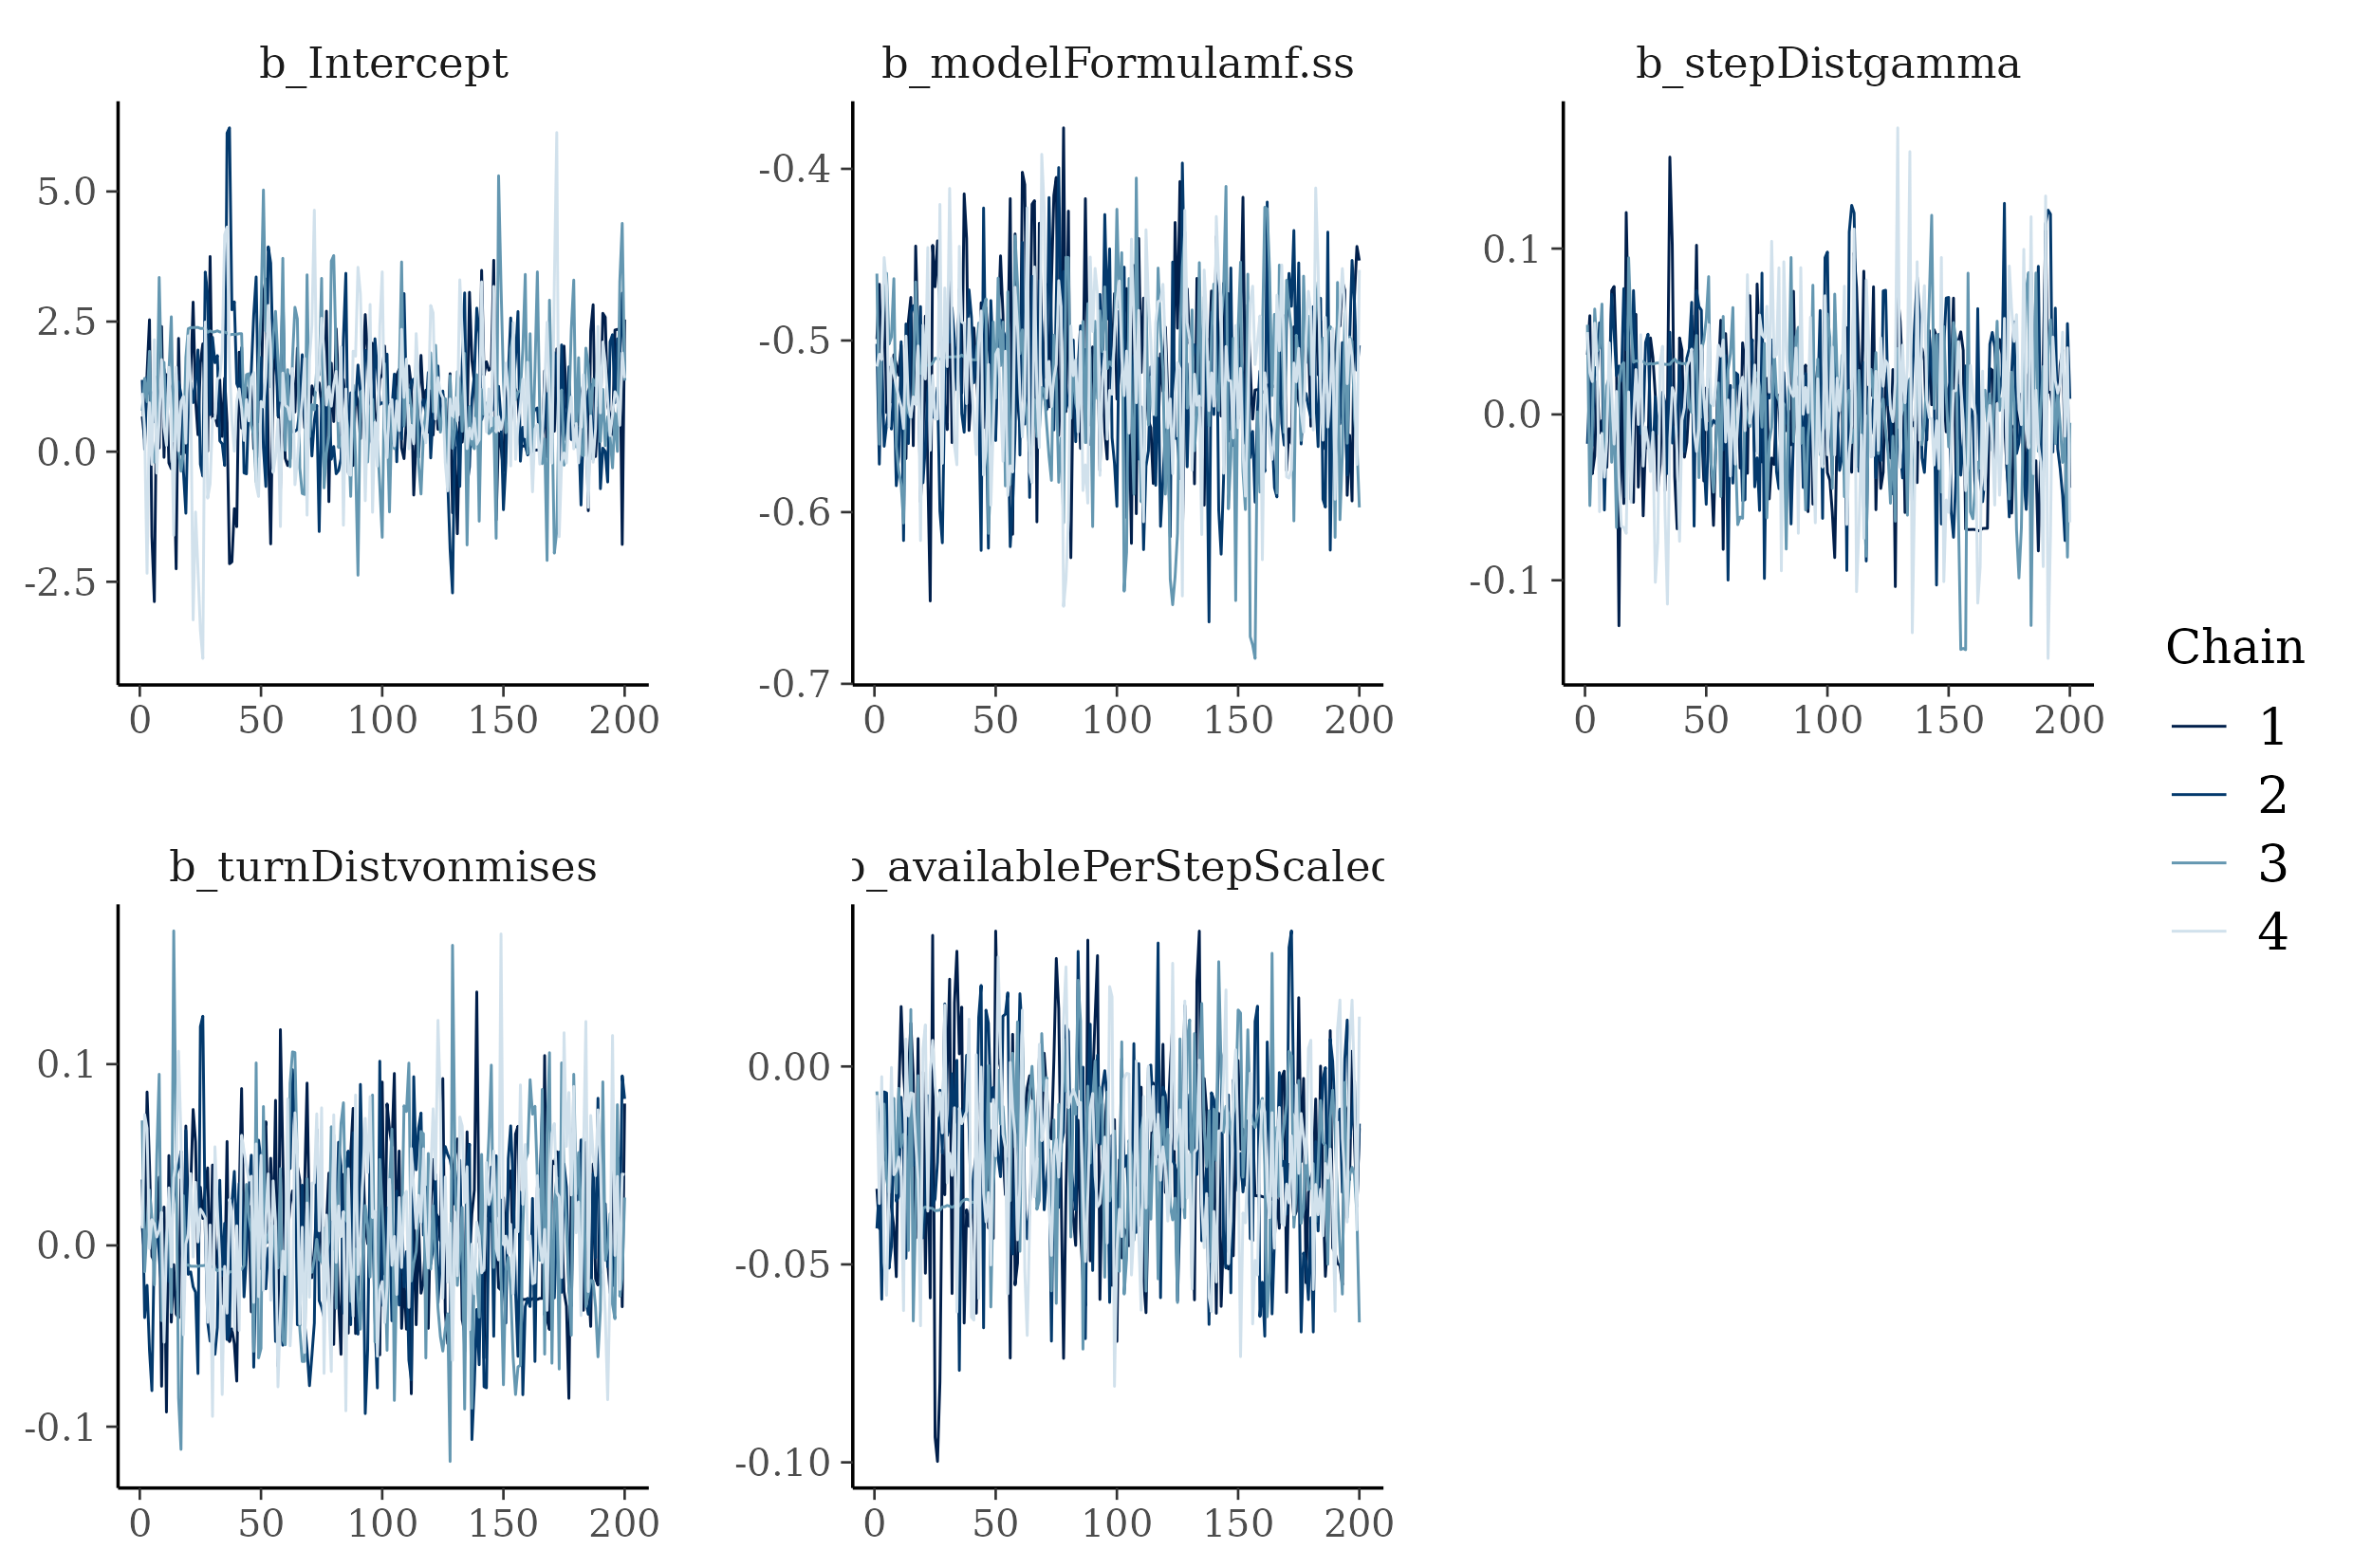 b_Intercept
b_modelFormulamf.ss
b_stepDistgamma
5.0
2.5
0.0
-2.5
0 50 100 150 200
-0.4
-0.5
-0.6
-0.7
0 50 100 150 200
0.1
0.0
-0.1
0 50 100 150 200
b_turnDistvonmises
b_availablePerStepScaled
0.1
0.0
-0.1
0 50 100 150 200
0.00
-0.05
-0.10
0 50 100 150 200
Chain
1
2
3
4